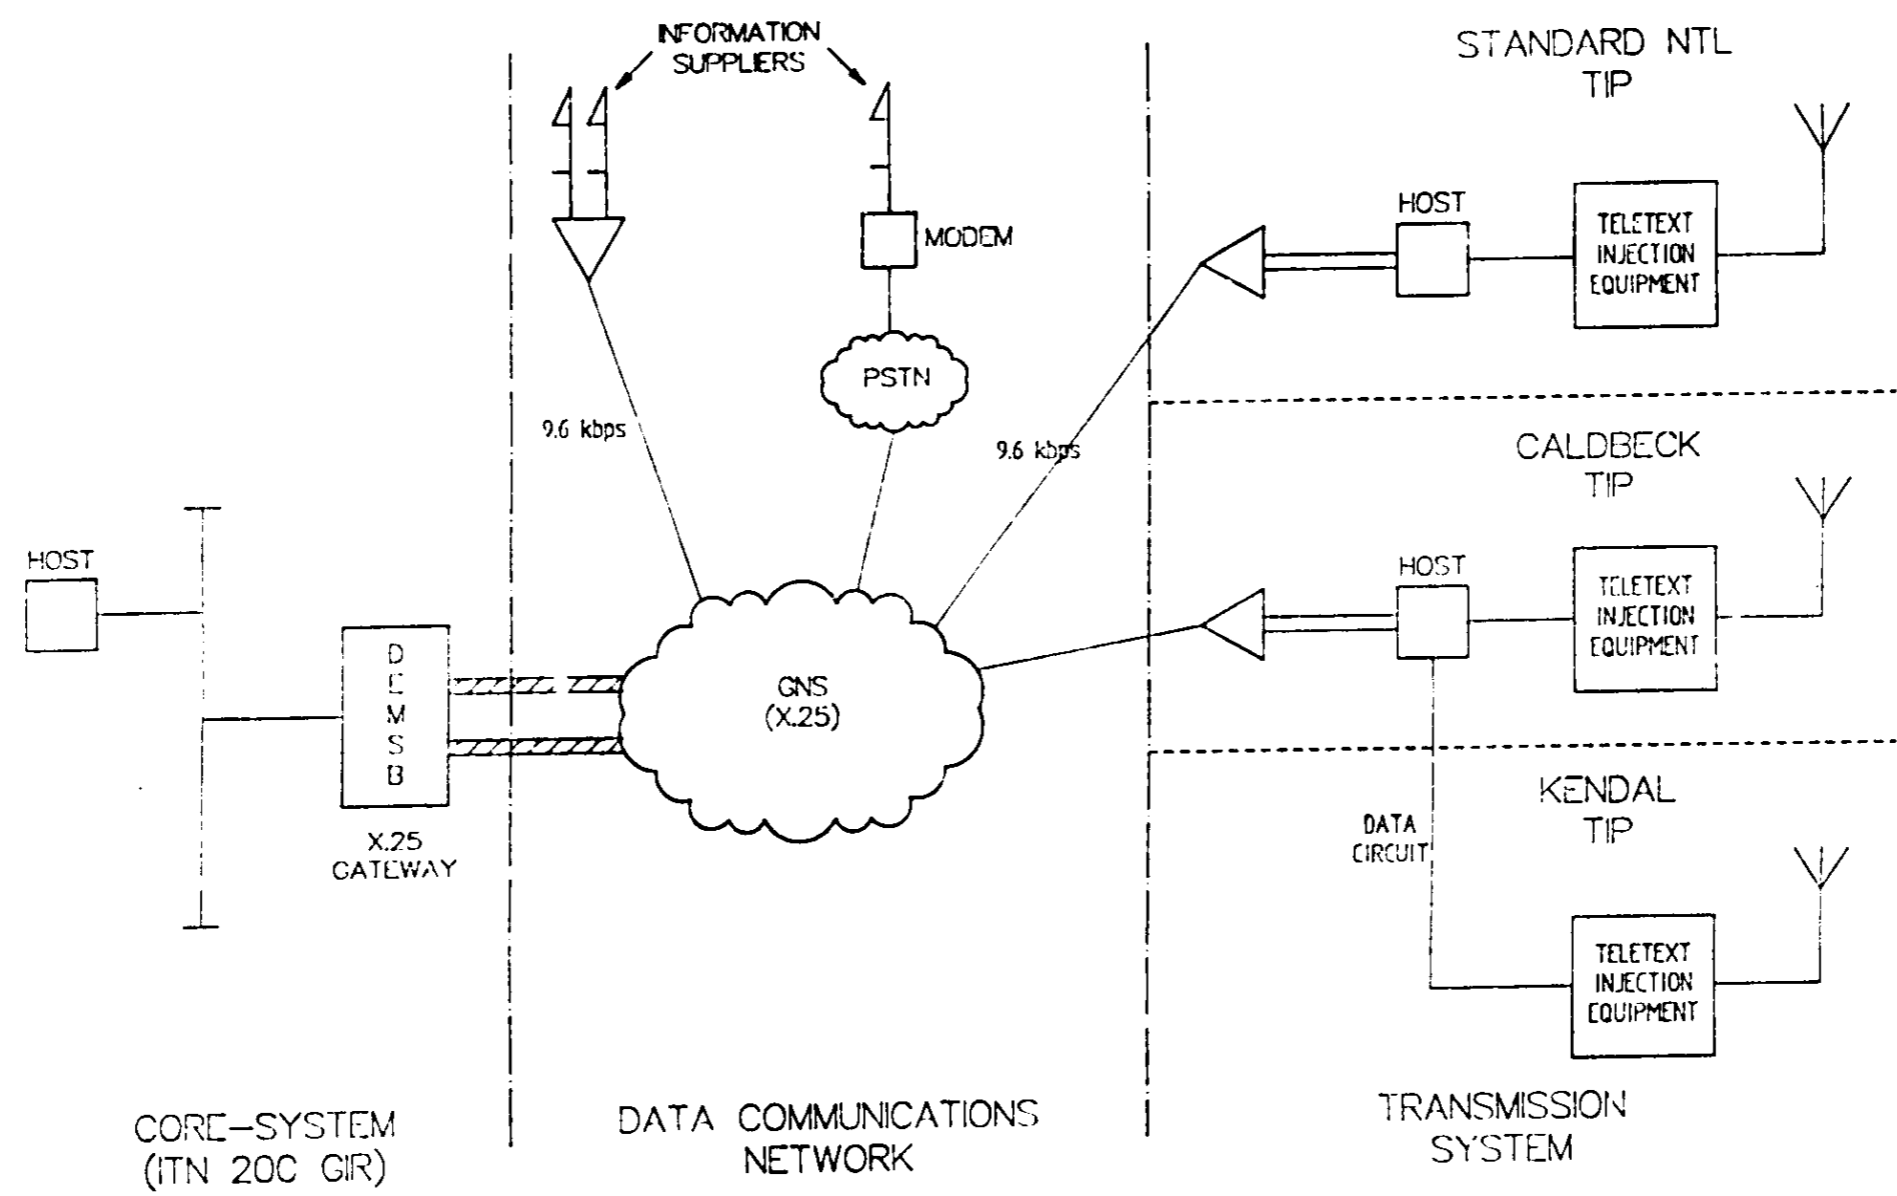 INFORMATION
SUPPLIERS
STANDARD NTL
TIP
HOST
TELETEXT
INJECTION
EQUIPMENT
MODEM
PSTN
9.6 kbps
9.6 kbps
CALDBECK
TIP
HOST
TELETEXT
INJECTION
EQUIPMENT
HOST
D
E
M
S
B
X.25
GATEWAY
GNS
(X.25)
KENDAL
TIP
DATA
CIRCUIT
TELETEXT
INJECTION
EQUIPMENT
CORE-SYSTEM
(ITN 200 GIR)
DATA COMMUNICATIONS
NETWORK
TRANSMISSION
SYSTEM